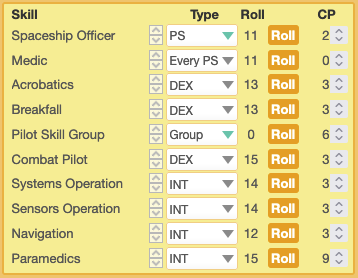 Skill Type Roll CP
Spaceship Officer PS 11 Roll 2
Medic Every PS 11 Roll 0
Acrobatics DEX 13 Roll 3
Breakfall DEX 13 Roll 3
Pilot Skill Group Group 0 Roll 6
Combat Pilot DEX 15 Roll 3
Systems Operation INT 14 Roll 3
Sensors Operation INT 14 Roll 3
Navigation INT 12 Roll 3
Paramedics INT 15 Roll 9